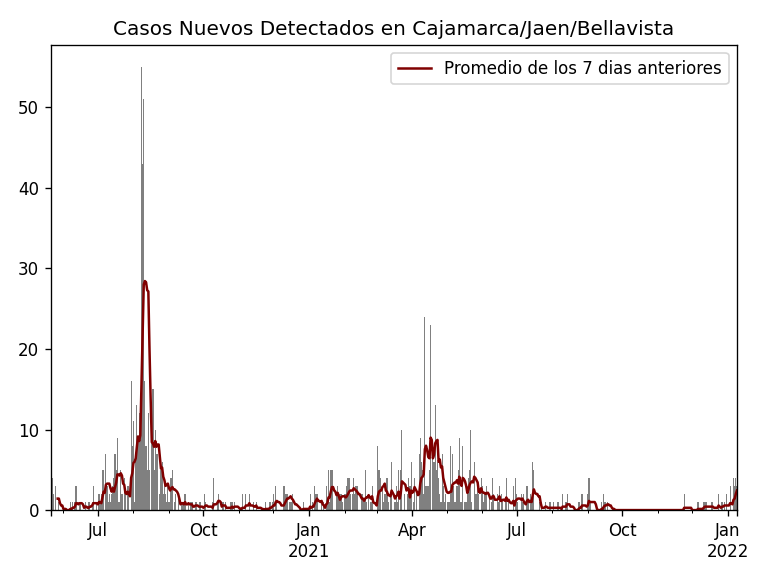 Casos Nuevos Detectados en Cajamarca/Jaen/Bellavista
Promedio de los 7 dias anteriores
50
40
30
20
10
0
Jul
Oct
Jan
2021
Apr
Jul
Oct
Jan
2022